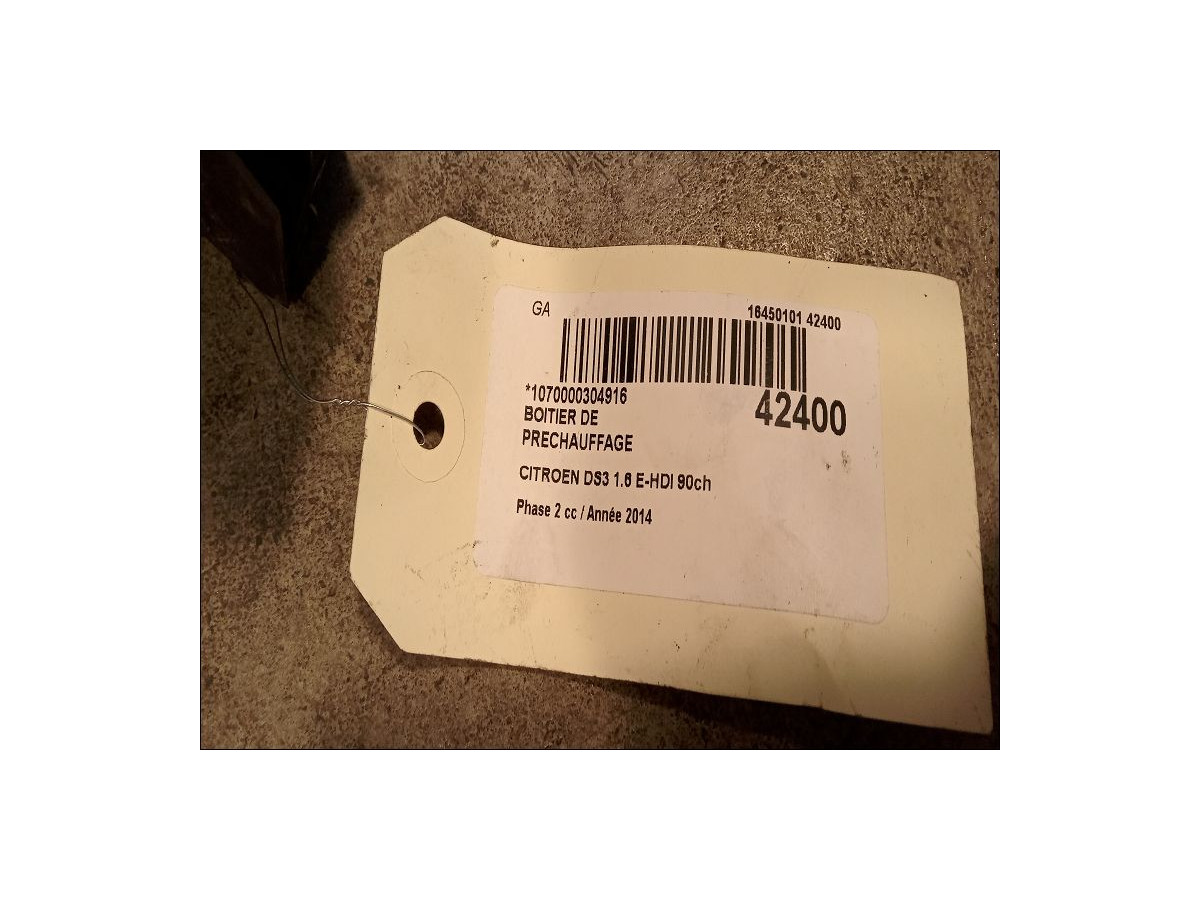 GA
16450101 42400
*1070000304916
42400
BOITIER DE
PRECHAUFFAGE
CITROEN DS3 1.6 E-HDI 90ch
Phase 2 cc / Année 2014